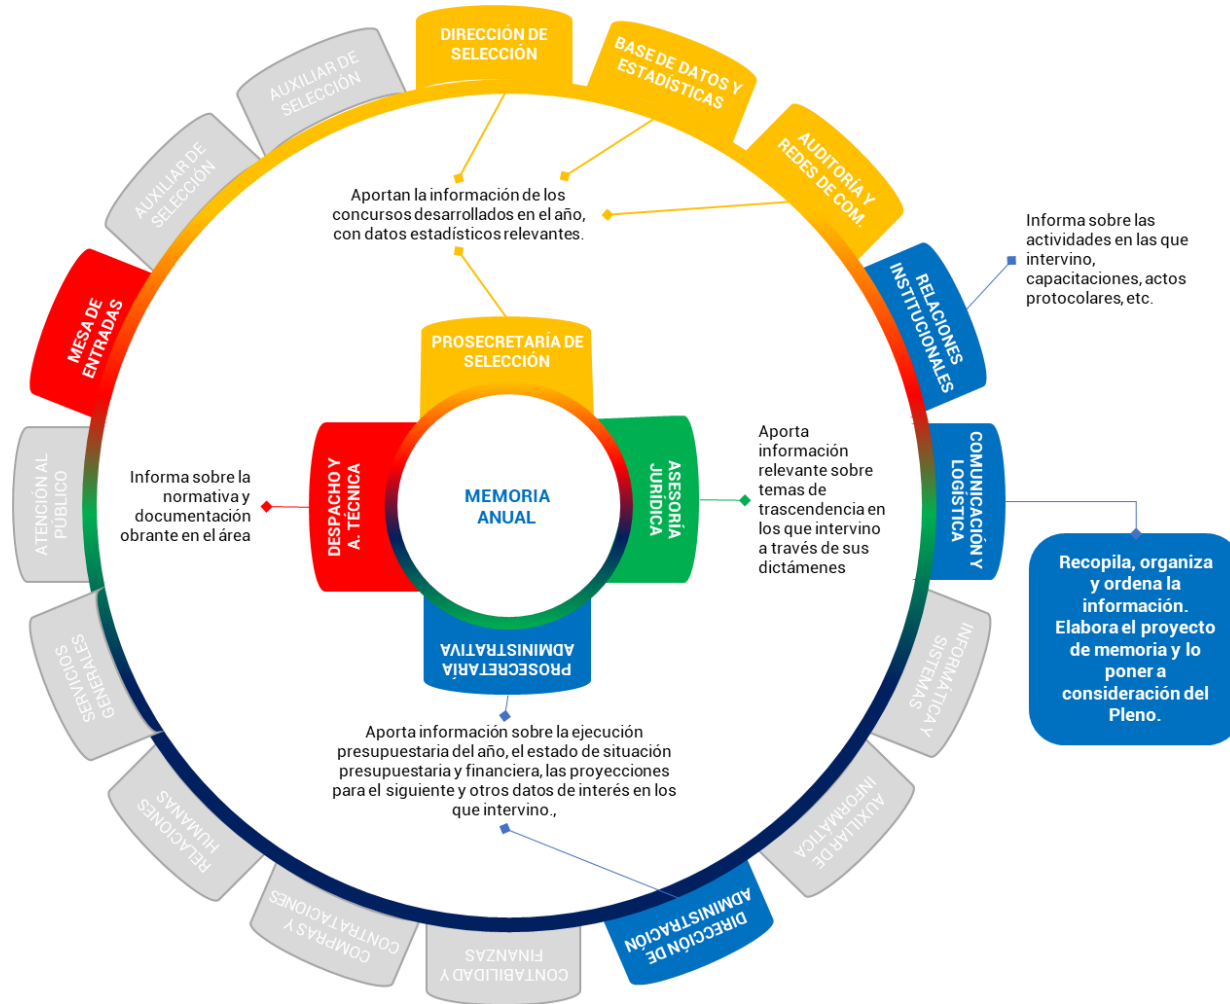 DIRECCIÓN DE
SELECCIÓN
BASE DE DATOS Y
ESTADÍSTICAS
AUDITORÍA Y
REDES DE COM.
RELACIONES
INSTITUCIONALES
Informa sobre las
actividades en las que
intervino,
capacitaciones, actos
protocolares, etc.
COMUNICACIÓN Y
LOGÍSTICA
Recopila, organiza
y ordena la
información.
Elabora el proyecto
de memoria y lo
poner a
consideración del
Pleno.
INFORMÁTICA Y
SISTEMAS
AUXILIAR DE
INFORMÁTICA
DIRECCIÓN DE
ADMINISTRACIÓN
CONTABILIDAD Y
FINANZAS
COMPRAS Y
CONTRATACIONES
RELACIONES
HUMANAS
SERVICIOS
GENERALES
ATENCIÓN AL
PÚBLICO
MESA DE
ENTRADAS
AUXILIAR DE
SELECCIÓN
AUXILIAR DE
SELECCIÓN
Aportan la información de los
concursos desarrollados en el año,
con datos estadísticos relevantes.
PROSECRETARÍA DE
SELECCIÓN
Informa sobre la
normativa y
documentación
obrante en el área
DESPACHO Y
A. TÉCNICA
MEMORIA
ANUAL
ASESORÍA
JURÍDICA
Aporta
información
relevante sobre
temas de
trascendencia en
los que intervino
a través de sus
dictámenes
PROSECRETARÍA
ADMINISTRATIVA
Aporta información sobre la ejecución
presupuestaria del año, el estado de situación
presupuestaria y financiera, las proyecciones
para el siguiente y otros datos de interés en los
que intervino.,